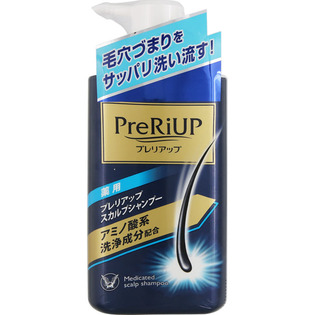 毛穴づまりを
サッパリ洗い流す!
PreRiUP
プレリアップ
薬用
プレリアップ
スカルプシャンプー
アミノ酸系
洗浄成分配合
Medicated
scalp shampoo